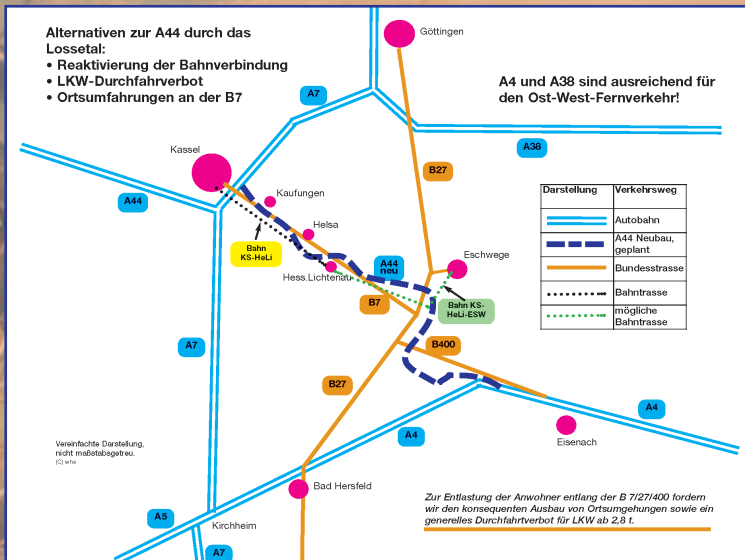 Alternativen zur A44 durch das
Lossetal:
• Reaktivierung der Bahnverbindung
• LKW-Durchfahrverbot
• Ortsumfahrungen an der B7
Göttingen
A4 und A38 sind ausreichend für
den Ost-West-Fernverkehr!
A7
A38
Kassel
B27
A44
Kaufungen
Helsa
Bahn
KS-HeLi
Hess.Lichtenau
A44
neu
Eschwege
B7
Bahn KS-
HeLi-ESW
Darstellung Verkehrsweg
Autobahn
A44 Neubau,
geplant
Bundesstrasse
Bahntrasse
mögliche
Bahntrasse
A7
B400
B27
A4
A4
Eisenach
Vereinfachte Darstellung,
nicht maßstabsgetreu.
(C) whe
Bad Hersfeld
A5
Kirchheim
A7
Zur Entlastung der Anwohner entlang der B 7/27/400 fordern
wir den konsequenten Ausbau von Ortsumgehungen sowie ein
generelles Durchfahrtverbot für LKW ab 2,8 t.